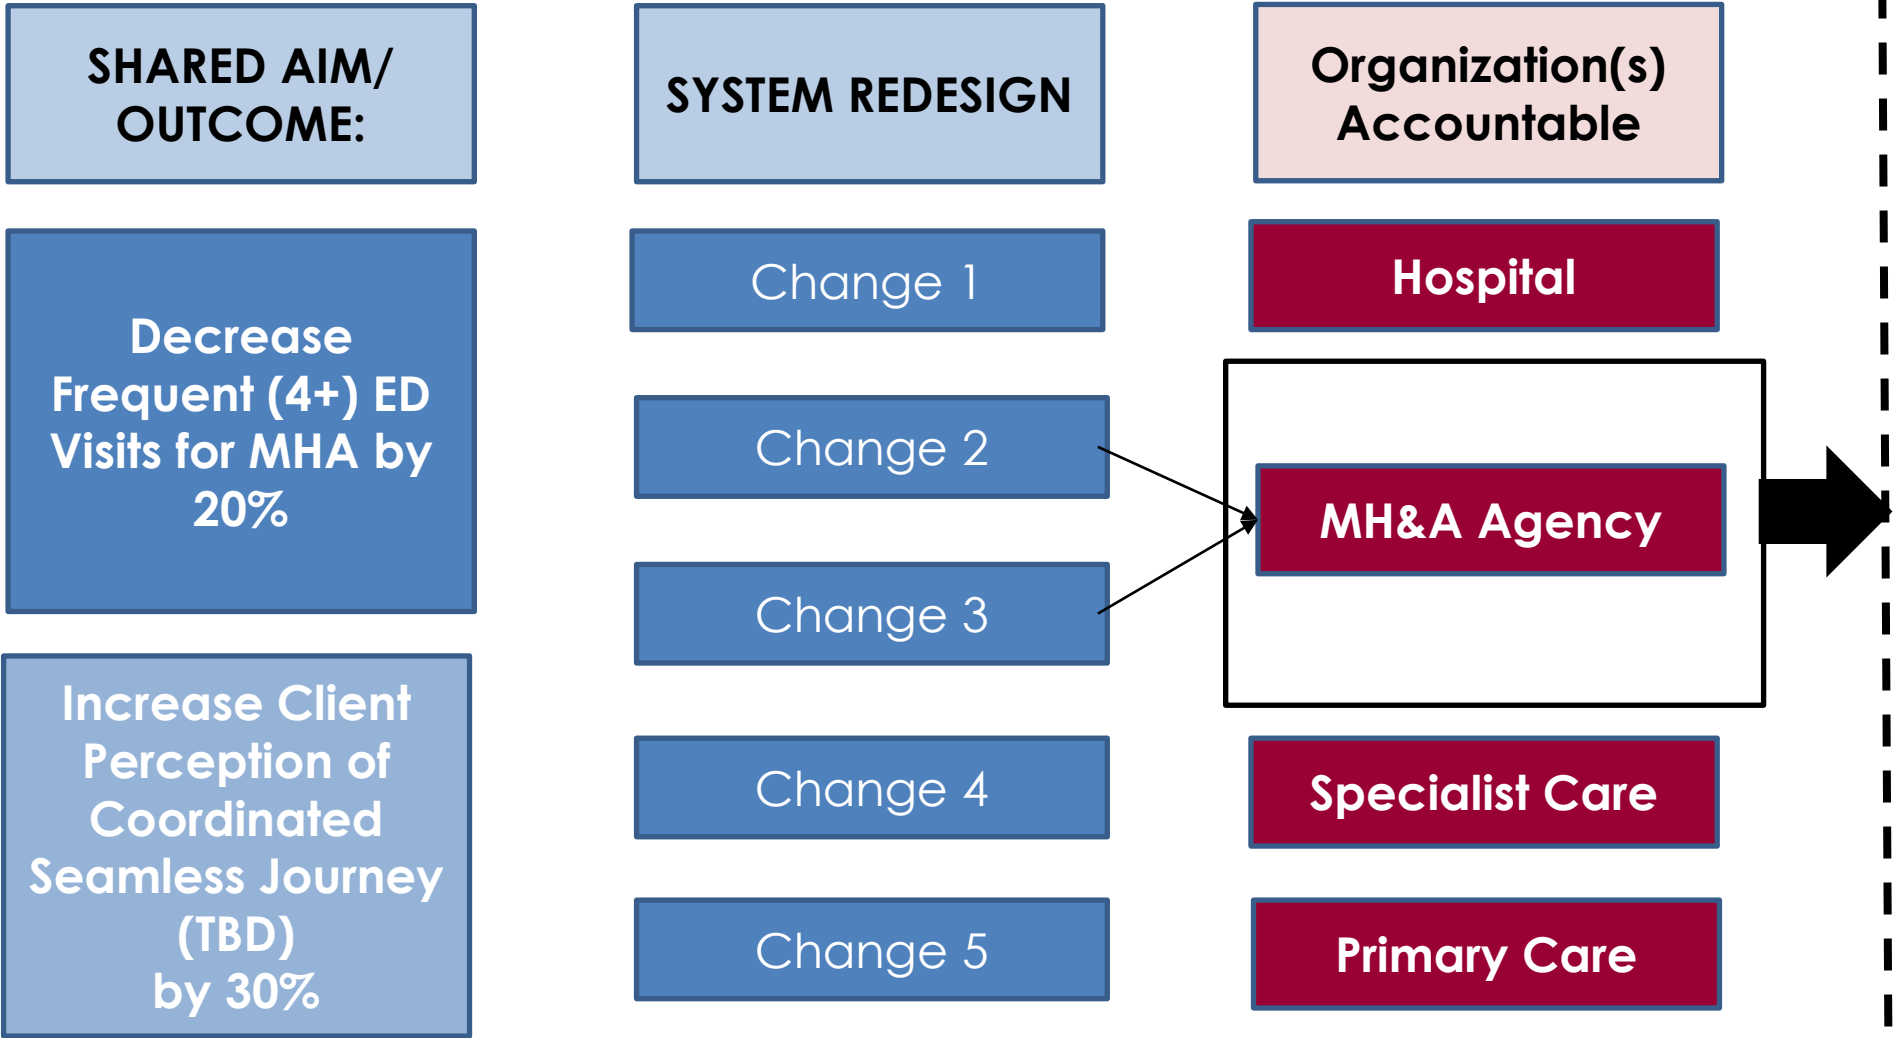 SHARED AIM/
OUTCOME:
SYSTEM REDESIGN
Organization(s)
Accountable
Decrease
Frequent (4+) ED
Visits for MHA by
20%
Increase Client
Perception of
Coordinated
Seamless Journey
(TBD)
by 30%
Change 1
Change 2
Change 3
Change 4
Change 5
Hospital
MH&A Agency
Specialist Care
Primary Care